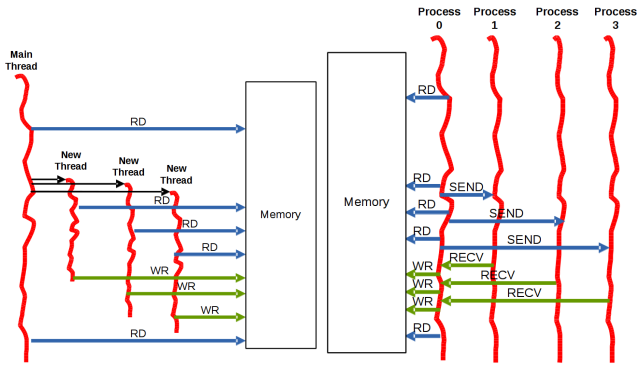 Main
Thread
RD
New
Thread
New
Thread
New
Thread
RD
RD
RD
WR
WR
WR
RD
Memory
Memory
Process
0
Process
1
Process
2
Process
3
RD
RD
SEND
RD
SEND
RD
SEND
RECV
WR
RECV
WR
RECV
WR
RD